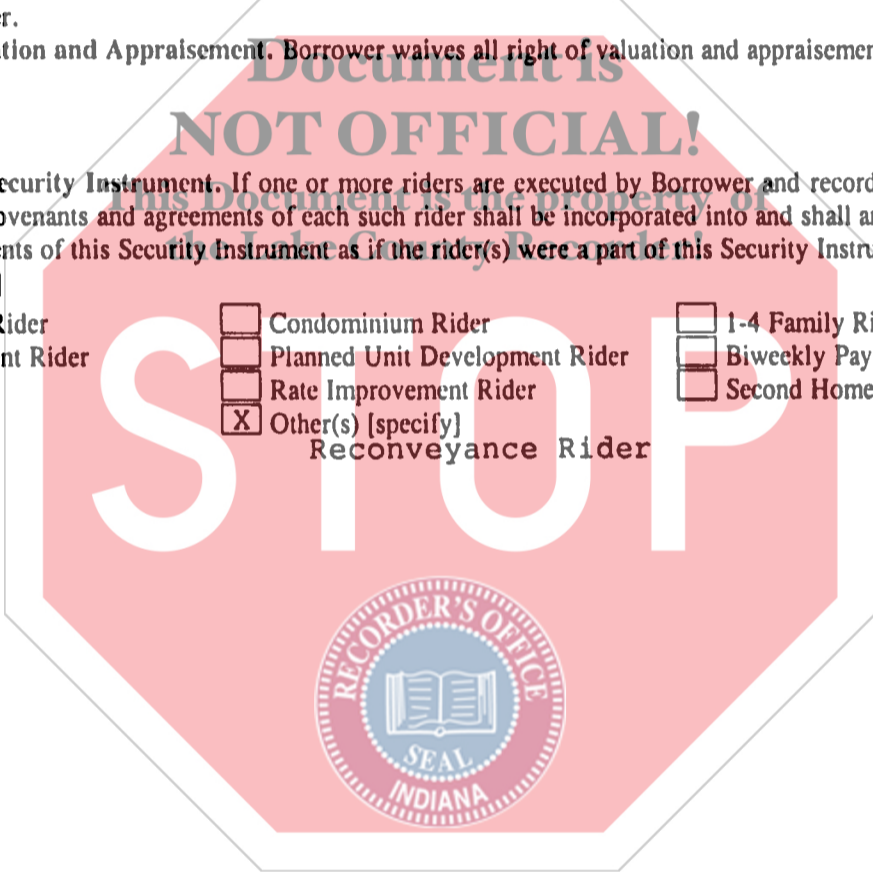 er.
tion and Appraisement. Borrower waives all right of valuation and appraisemen
Document is
NOT OFFICIAL!
ecurity Instrument. If one or more riders are executed by Borrower and record
This Document is the property of
ovenants and agreements of each such rider shall be incorporated into and shall a
the Lake County Recorder!
nts of this Security Instrument as if the rider(s) were a part of this Security Instru
Rider
Condominium Rider
1-4 Family Ri
nt Rider
Planned Unit Development Rider
Biweekly Pay
Rate Improvement Rider
Second Home
X Other(s) [specify]
Reconveyance Rider
STOP
RECORDER'S OFFICE
SEAL
INDIANA